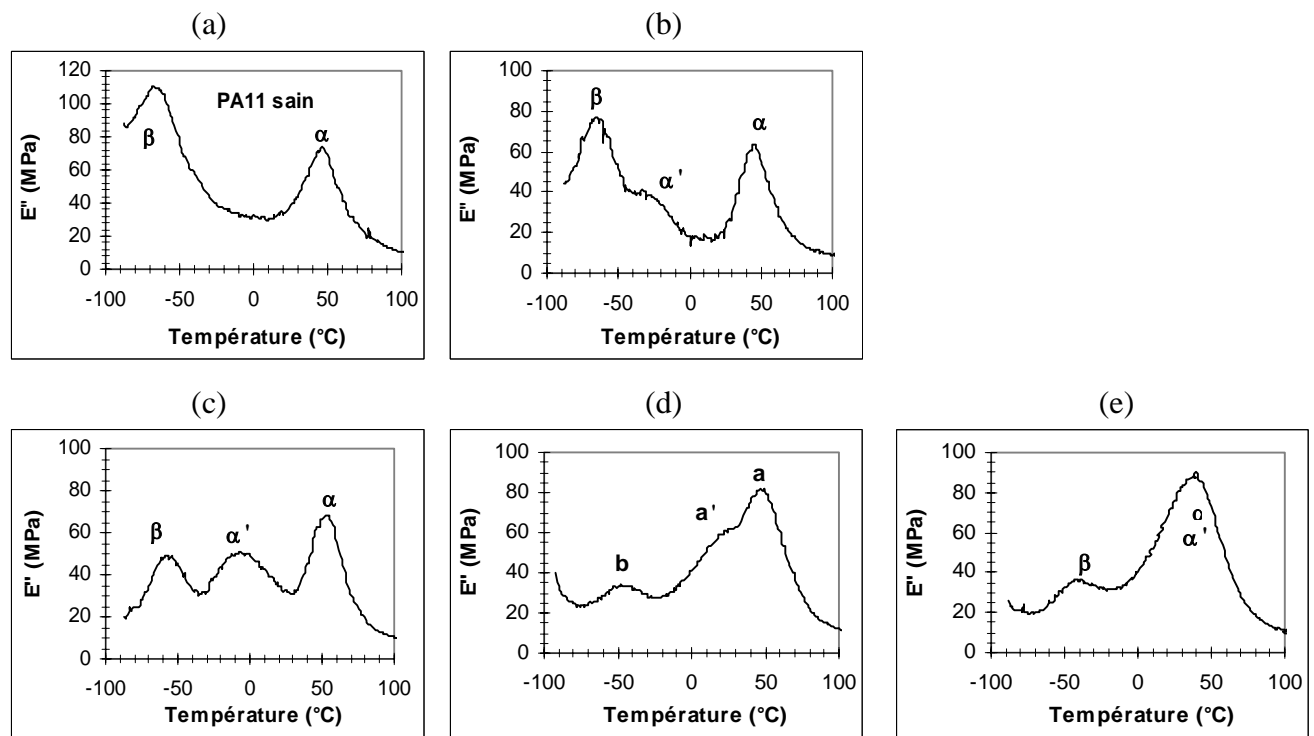 (a)
120
100
80
60
40
20
0
E" (MPa)
PA11 sain
β
α
-100 -50 0 50 100
Température (°C)
(b)
100
80
60
40
20
0
E" (MPa)
β
α '
α
-100 -50 0 50 100
Température (°C)
(c)
100
80
60
40
20
0
E" (MPa)
β
α '
α
-100 -50 0 50 100
Température (°C)
(d)
100
80
60
40
20
0
E" (MPa)
b
a '
a
-100 -50 0 50 100
Température (°C)
(e)
100
80
60
40
20
0
E" (MPa)
β
α
α '
-100 -50 0 50 100
Température (°C)